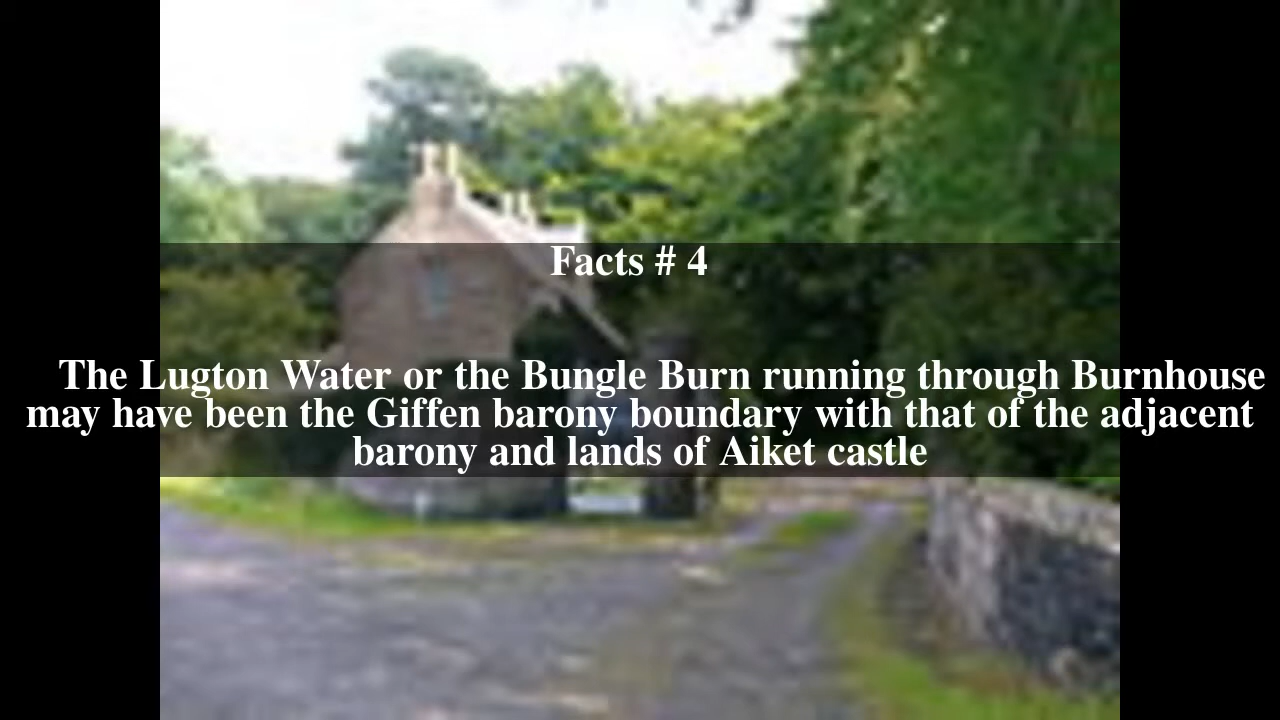 Facts # 4
The Lugton Water or the Bungle Burn running through Burnhouse
may have been the Giffen barony boundary with that of the adjacent
barony and lands of Aiket castle